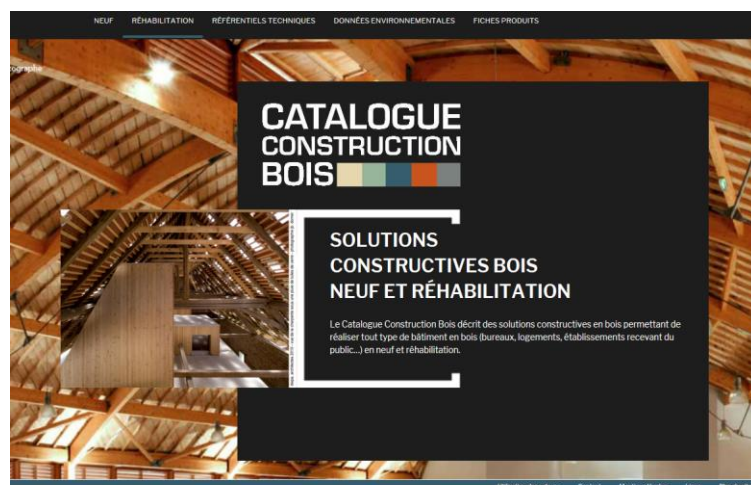 NEUF RÉHABILITATION RÉFÉRENTIELS TECHNIQUES DONNÉES ENVIRONNEMENTALES FICHES PRODUITS
CATALOGUE
CONSTRUCTION
BOIS
SOLUTIONS
CONSTRUCTIVES BOIS
NEUF ET RÉHABILITATION
Le Catalogue Construction Bois décrit des solutions constructives en bois permettant de
réaliser tout type de bâtiment en bois (bureaux, logements, établissements recevant du
public...) en neuf et réhabilitation.